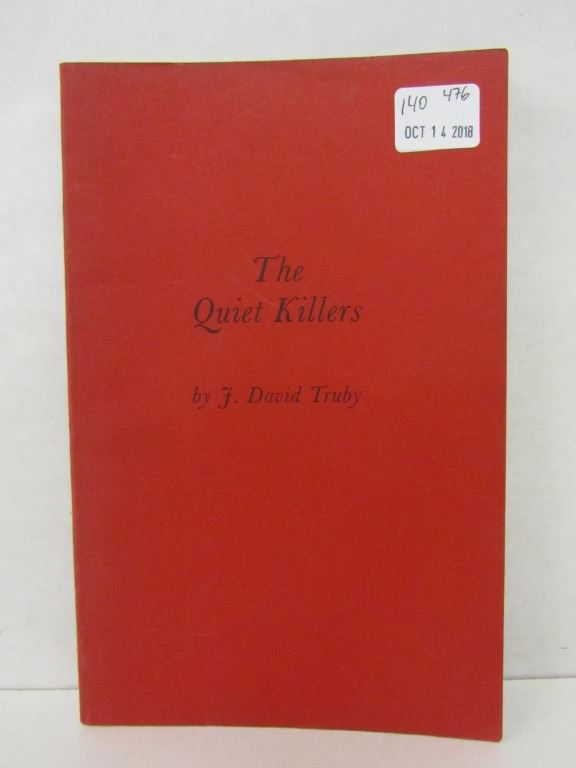 140 476
OCT 14 2018
The
Quiet Killers
by J. David Truby